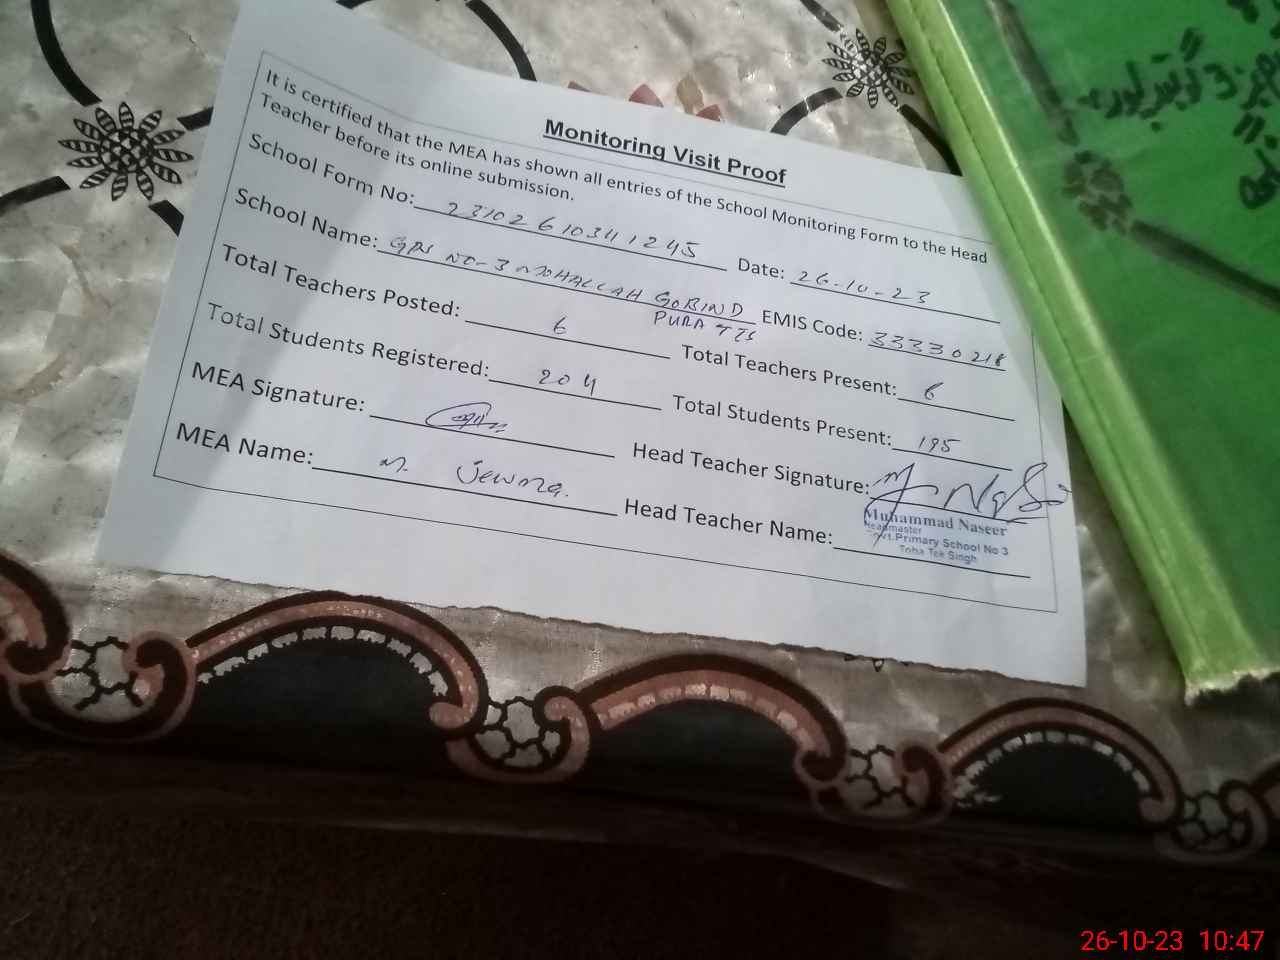 Monitoring Visit Proof
It is certified that the MEA has shown all entries of the School Monitoring Form to the Head
Teacher before its online submission.
School Form No: 23102610341245 Date: 26-10-23
School Name: GPS NO-3 MOHALLAH GOBIND PURA TTS EMIS Code: 33330218
Total Teachers Posted: 6 Total Teachers Present: 6
Total Students Registered: 204 Total Students Present: 195
MEA Signature: Head Teacher Signature:
MEA Name: M. Head Teacher Name:
Muhammad Naseer
Headmaster
Govt.Primary School No 3
Toba Tek Singh
26-10-23 10:47